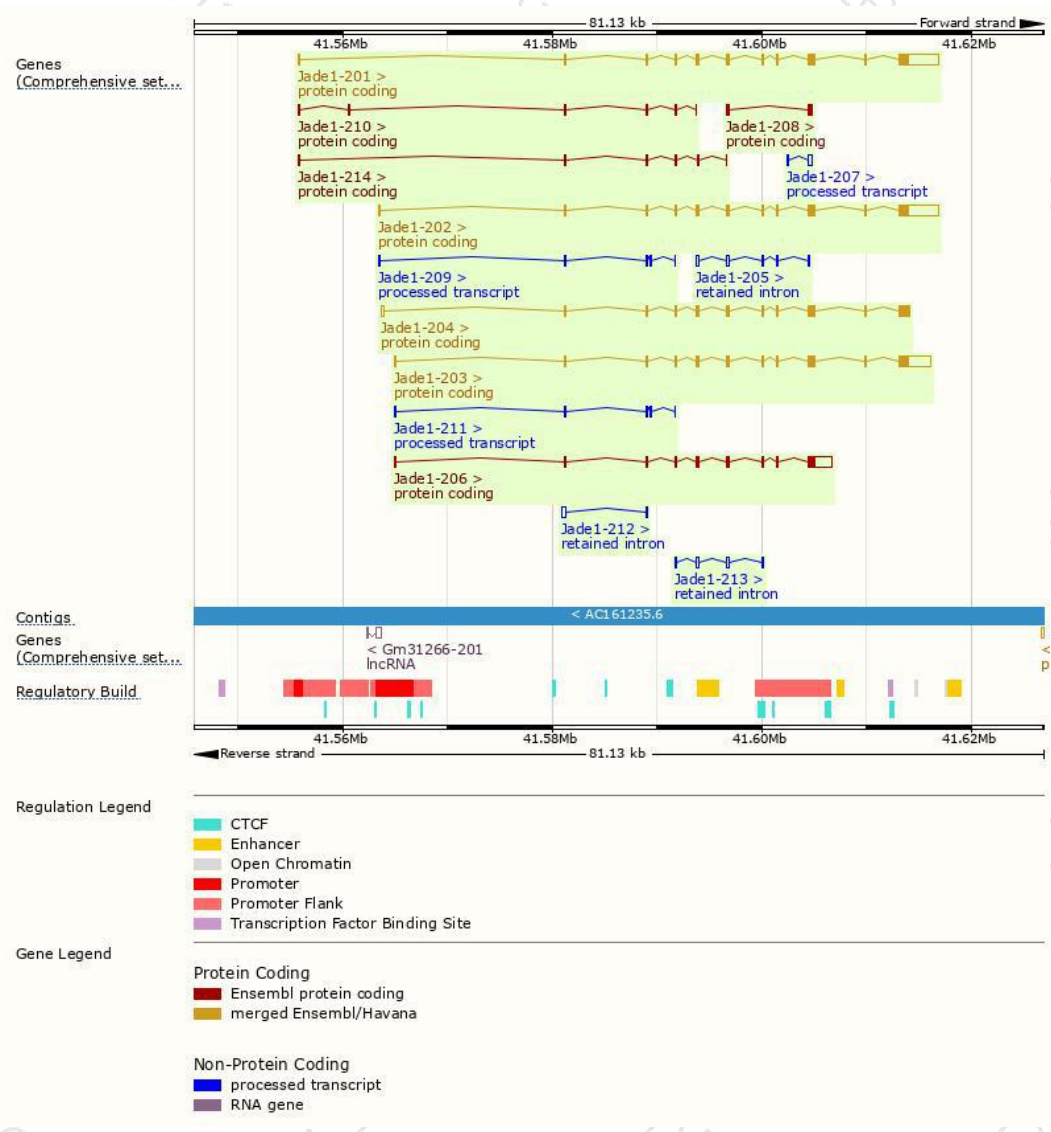 81.13 kb Forward strand
41.56Mb 41.58Mb 41.60Mb 41.62Mb
Genes
(Comprehensive set...
Jade1-201 >
protein coding
Jade1-210 > Jade1-208 >
protein coding protein coding
Jade1-214 > Jade1-207 >
protein coding processed transcript
Jade1-202 >
protein coding
Jade1-209 > Jade1-205 >
processed transcript retained intron
Jade1-204 >
protein coding
Jade1-203 >
protein coding
Jade1-211 >
processed transcript
Jade1-206 >
protein coding
Jade1-212 >
retained intron
Jade1-213 >
retained intron
Contigs < AC161235.6
Genes
(Comprehensive set...
< Gm31266-201 <
lncRNA p
Regulatory Build
41.56Mb 41.58Mb 41.60Mb 41.62Mb
Reverse strand 81.13 kb
Regulation Legend
CTCF
Enhancer
Open Chromatin
Promoter
Promoter Flank
Transcription Factor Binding Site
Gene Legend
Protein Coding
Ensembl protein coding
merged Ensembl/Havana
Non-Protein Coding
processed transcript
RNA gene